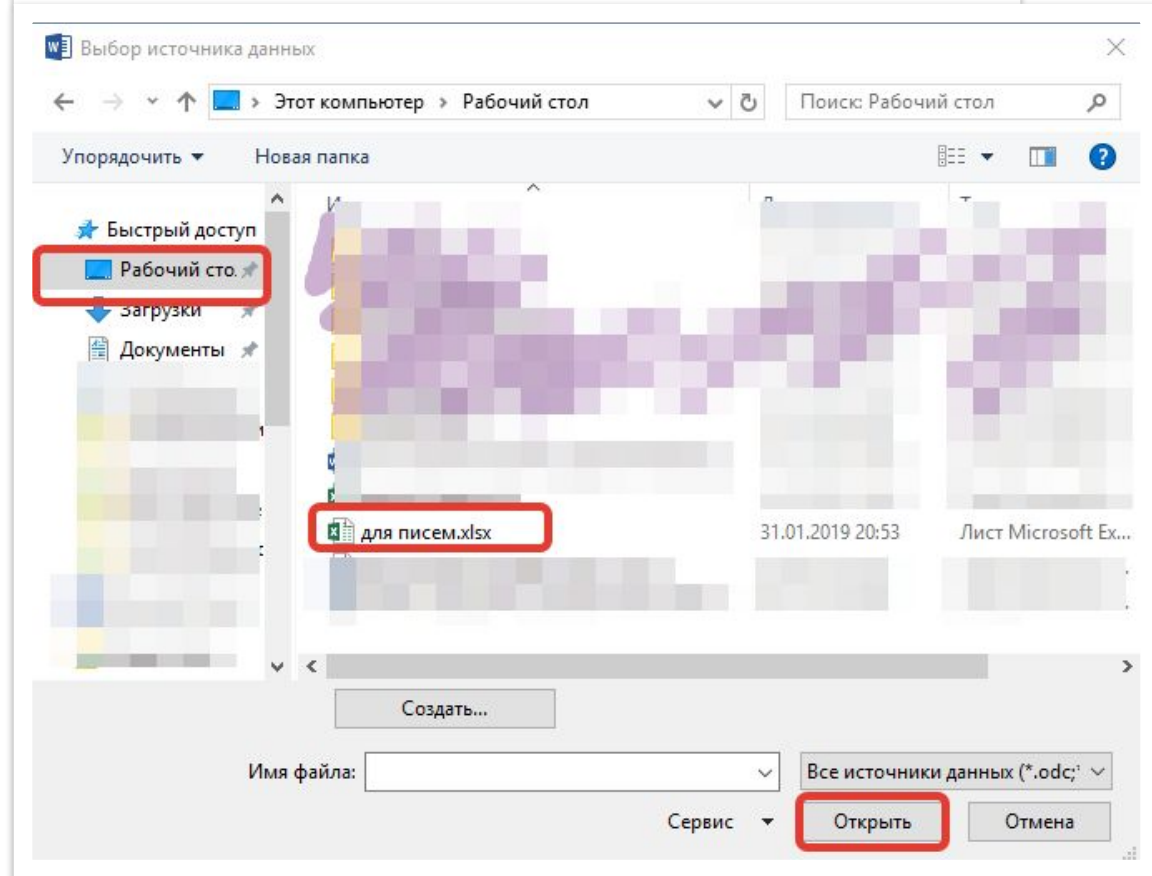 Выбор источника данных
Этот компьютер › Рабочий стол
Поиск: Рабочий стол
Упорядочить
Новая папка
Быстрый доступ
Рабочий сто.
Загрузки
Документы
для писем.xlsx 31.01.2019 20:53 Лист Microsoft Ex...
Создать...
Имя файла:
Все источники данных (*.odc;*
Сервис
Открыть
Отмена